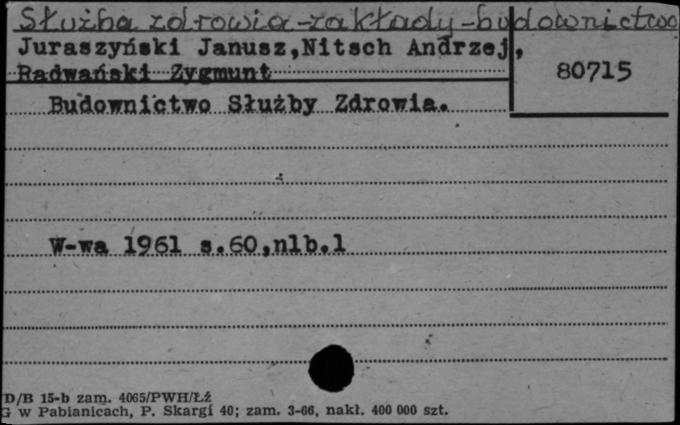 Służba zdrowia-zakłady-budownictwo
Juraszyński Janusz,Nitsch Andrzej,
Radwański Zygmunt
80715
Budownictwo Służby Zdrowia.
W-wa 1961 s.60,nlb.1
D/B 15-b zam. 4065/PWH/Łź
G w Pabianicach, P. Skargi 40; zam. 3-66, nakł. 400 000 szt.